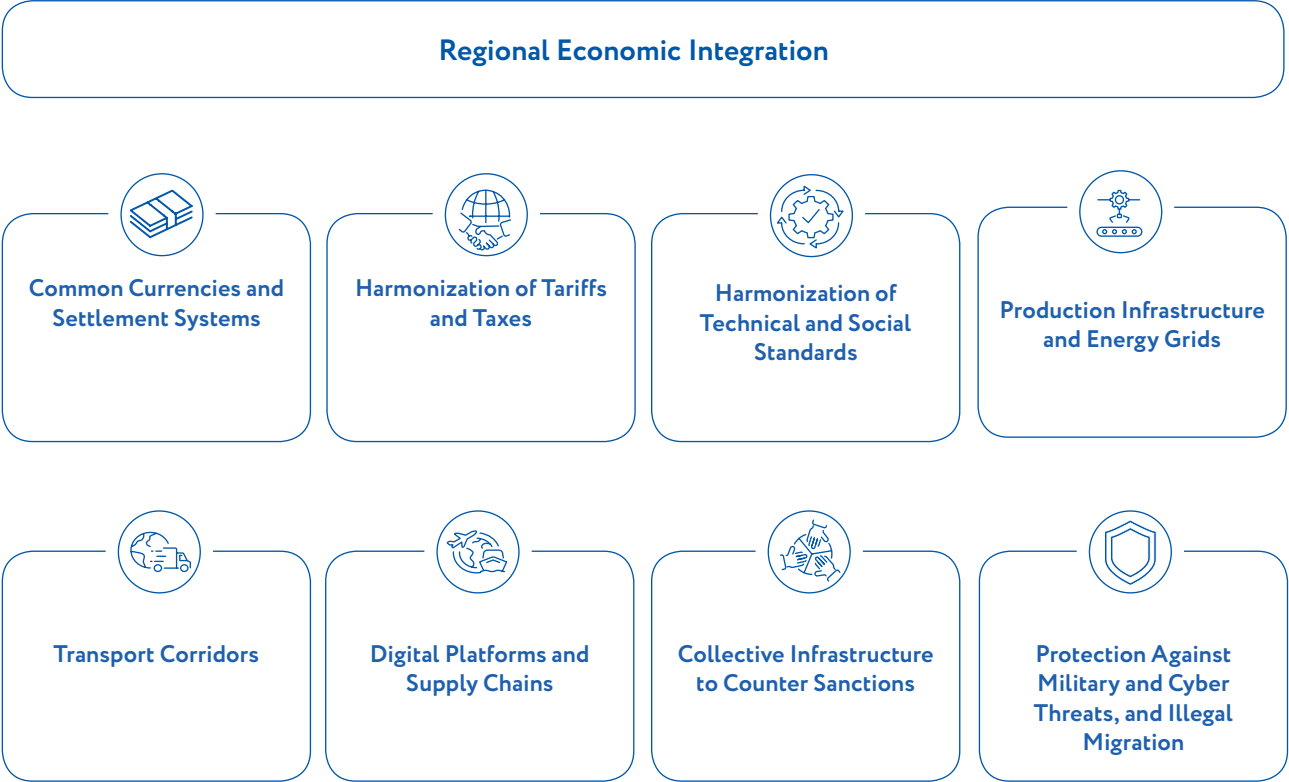 Regional Economic Integration
Common Currencies and
Settlement Systems
Harmonization of Tariffs
and Taxes
Harmonization of
Technical and Social
Standards
Production Infrastructure
and Energy Grids
Transport Corridors
Digital Platforms and
Supply Chains
Collective Infrastructure
to Counter Sanctions
Protection Against
Military and Cyber
Threats, and Illegal
Migration